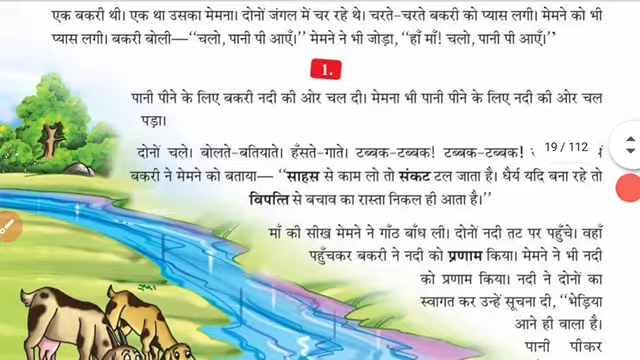 एक बकरी थी। एक था उसका मेमना। दोनों जंगल में चर रहे थे। चरते-चरते बकरी को प्यास लगी। मेमने को भी
प्यास लगी। बकरी बोली—“चलो, पानी पी आएँ।” मेमने ने भी जोड़ा, “हाँ माँ! चलो, पानी पी आएँ।”
1.
पानी पीने के लिए बकरी नदी की ओर चल दी। मेमना भी पानी पीने के लिए नदी की ओर चल
पड़ा।
दोनों चले। बोलते-बतियाते। हँसते-गाते। टब्बक-टब्बक! टब्बक-टब्बक!
19 / 112
बकरी ने मेमने को बताया— “साहस से काम लो तो संकट टल जाता है। धैर्य यदि बना रहे तो
विपत्ति से बचाव का रास्ता निकल ही आता है।”
माँ की सीख मेमने ने गाँठ बाँध ली। दोनों नदी तट पर पहुँचे। वहाँ
पहुँचकर बकरी ने नदी को प्रणाम किया। मेमने ने भी नदी
को प्रणाम किया। नदी ने दोनों का
स्वागत कर उन्हें सूचना दी, “भेड़िया
आने ही वाला है।
पानी पीकर